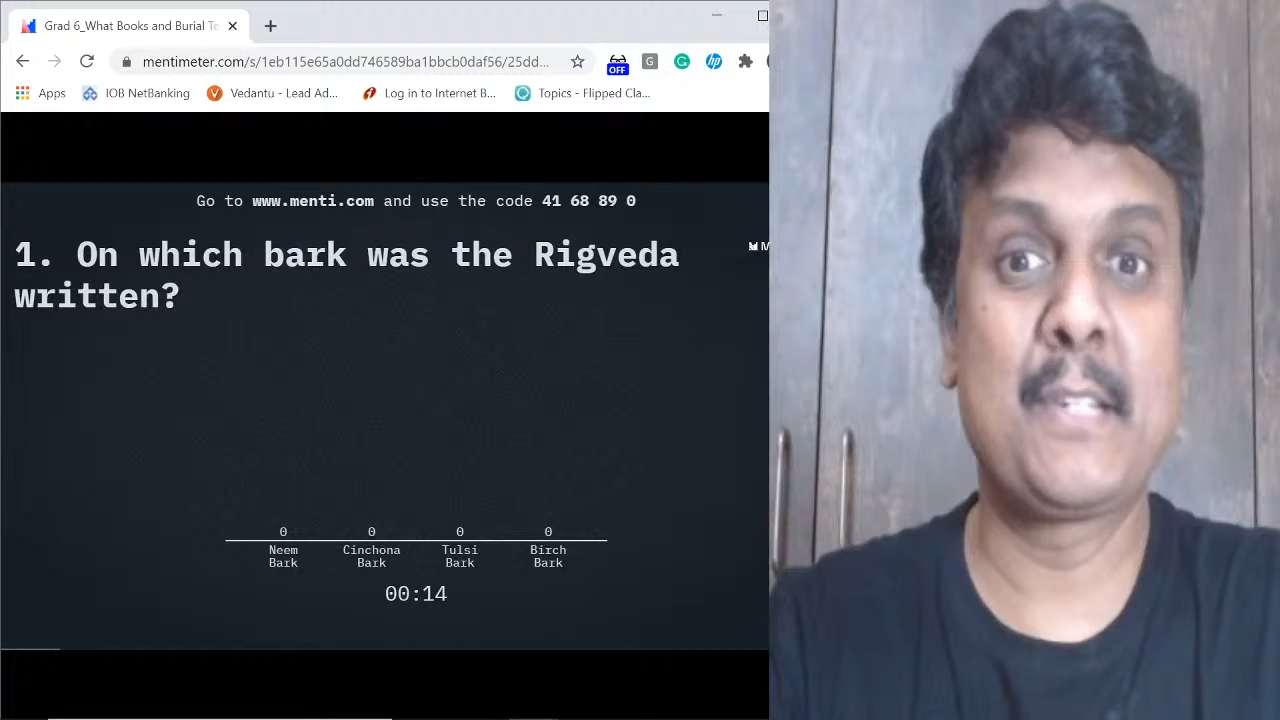 Grad 6_What Books and Burial Te
mentimeter.com/s/1eb115e65a0dd746589ba1bbcb0daf56/25dd...
OFF
G
hp
Apps
IOB NetBanking
Vedantu - Lead Ad...
Log in to Internet B...
Topics - Flipped Cla...
Go to www.menti.com and use the code 41 68 89 0
1. On which bark was the Rigveda
written?
M
0 0 0 0
Neem Cinchona Tulsi Birch
Bark Bark Bark Bark
00:14